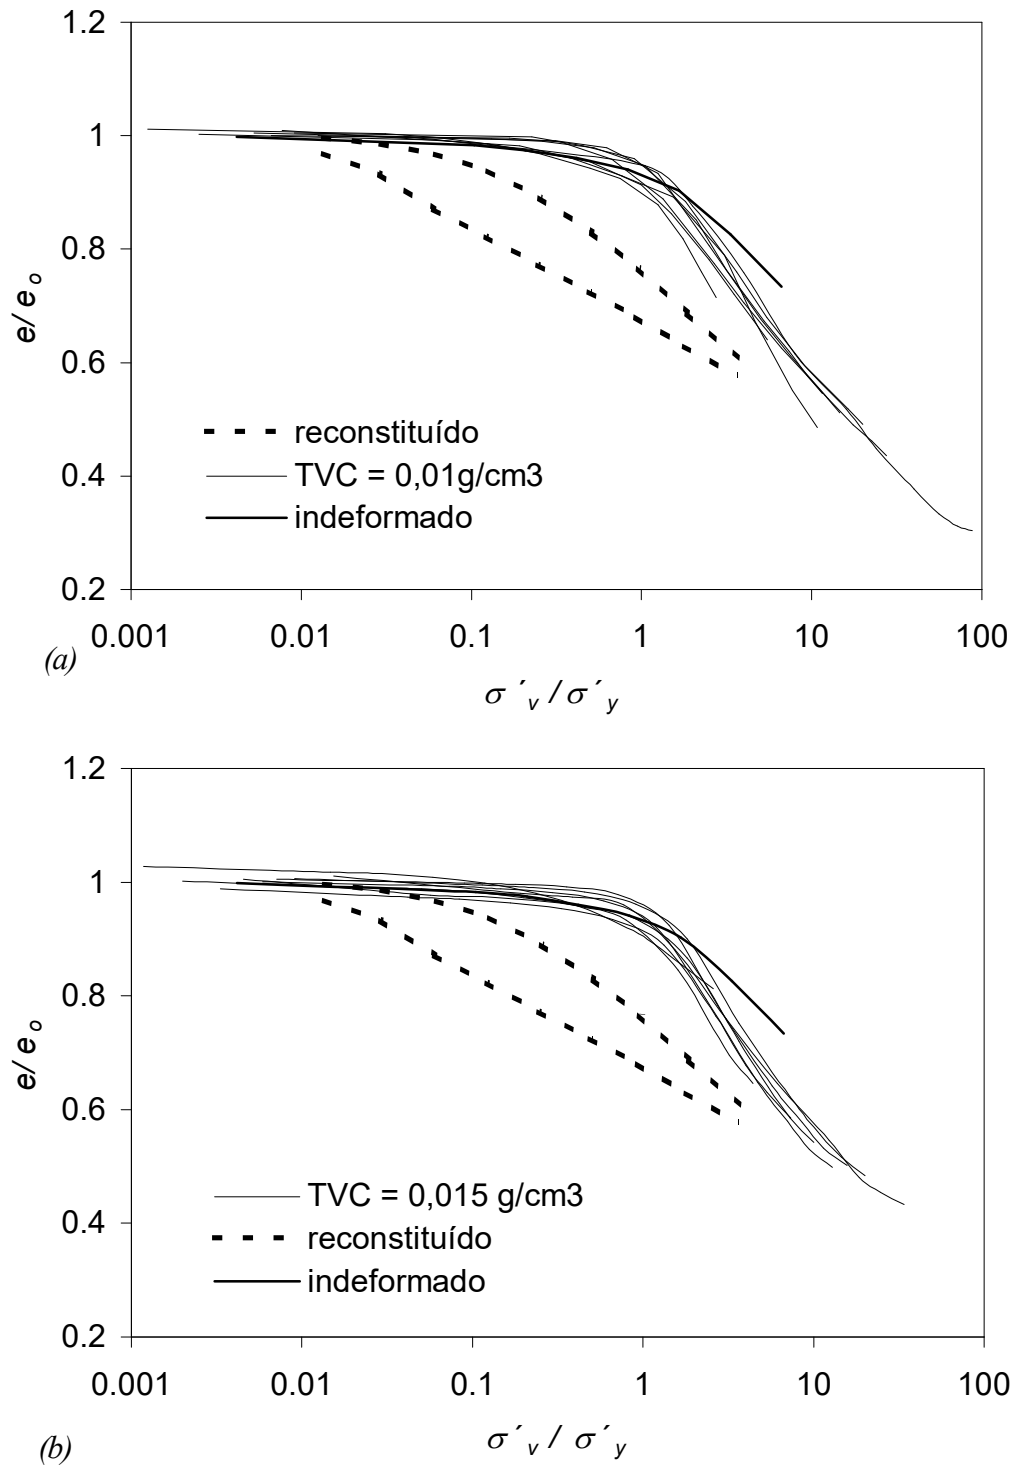 1.2
1
0.8
e/ e o
0.6
reconstituído
TVC = 0,01g/cm3
0.4
indeformado
0.2
0.001 0.01 0.1 1 10 100
(a)
σ ´v / σ ´y
1.2
1
0.8
e/ e o
0.6
TVC = 0,015 g/cm3
0.4
reconstituído
indeformado
0.2
0.001 0.01 0.1 1 10 100
(b)
σ ´v / σ ´y